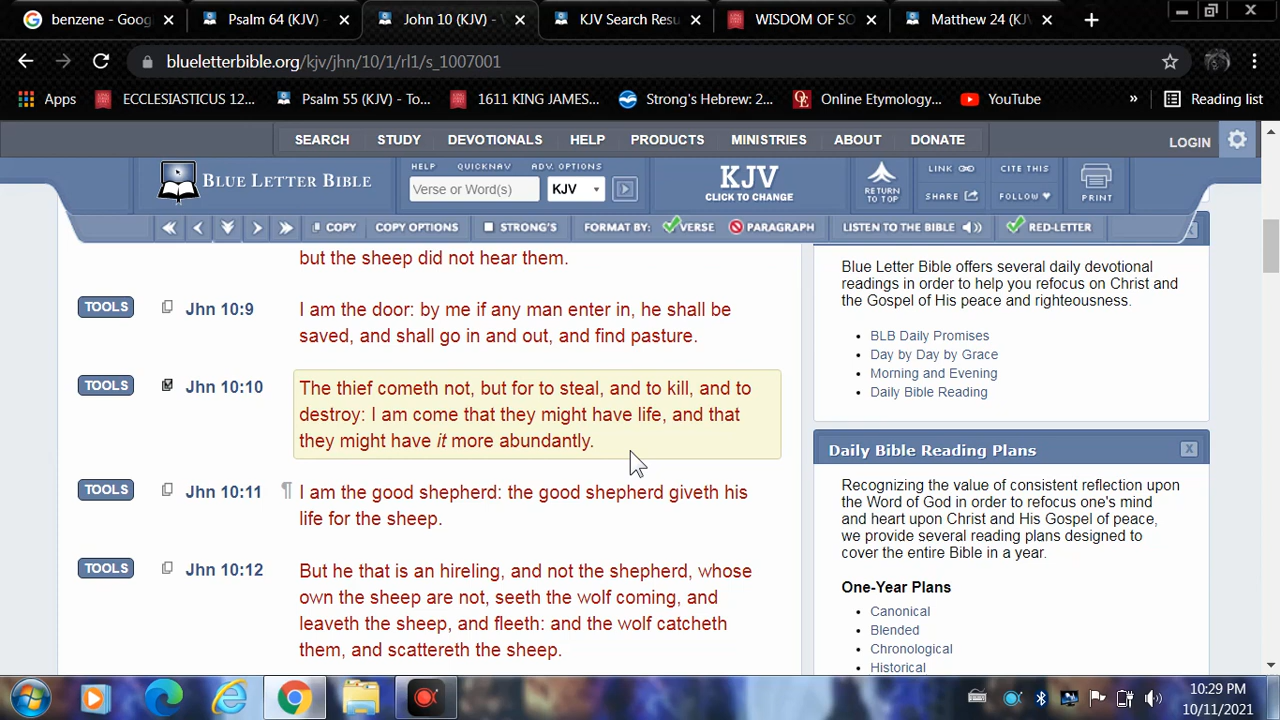 benzene - Goog
Psalm 64 (KJV) -
John 10 (KJV) -
KJV Search Resu
WISDOM OF SO
Matthew 24 (KJV
blueletterbible.org/kjv/jhn/10/1/rl1/s_1007001
Apps
ECCLESIASTICUS 12...
Psalm 55 (KJV) - To...
1611 KING JAMES...
Strong's Hebrew: 2...
Online Etymology...
YouTube
»
Reading list
SEARCH STUDY DEVOTIONALS HELP PRODUCTS MINISTRIES ABOUT DONATE
LOGIN
BLUE LETTER BIBLE
HELP QUICKNAV ADV. OPTIONS
Verse or Word(s)
KJV
KJV
CLICK TO CHANGE
RETURN
TO TOP
LINK
CITE THIS
SHARE
FOLLOW
PRINT
COPY COPY OPTIONS STRONG'S FORMAT BY: VERSE PARAGRAPH LISTEN TO THE BIBLE RED-LETTER
but the sheep did not hear them.
TOOLS Jhn 10:9 I am the door: by me if any man enter in, he shall be
saved, and shall go in and out, and find pasture.
TOOLS Jhn 10:10 The thief cometh not, but for to steal, and to kill, and to
destroy: I am come that they might have life, and that
they might have it more abundantly.
TOOLS Jhn 10:11 ¶ I am the good shepherd: the good shepherd giveth his
life for the sheep.
TOOLS Jhn 10:12 But he that is an hireling, and not the shepherd, whose
own the sheep are not, seeth the wolf coming, and
leaveth the sheep, and fleeth: and the wolf catcheth
them, and scattereth the sheep.
X
Blue Letter Bible offers several daily devotional
readings in order to help you refocus on Christ and
the Gospel of His peace and righteousness.
BLB Daily Promises
Day by Day by Grace
Morning and Evening
Daily Bible Reading
Daily Bible Reading Plans X
Recognizing the value of consistent reflection upon
the Word of God in order to refocus one's mind
and heart upon Christ and His Gospel of peace,
we provide several reading plans designed to
cover the entire Bible in a year.
One-Year Plans
Canonical
Blended
Chronological
Historical
10:29 PM
10/11/2021